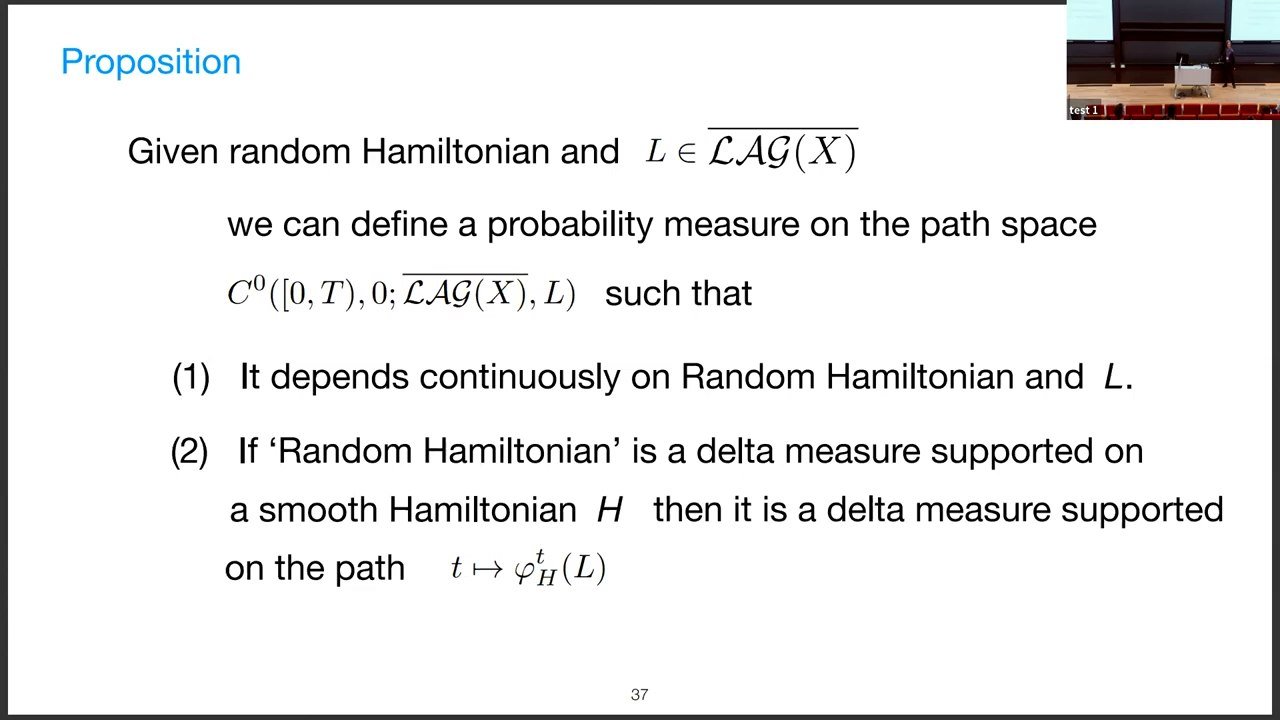 Proposition
test 1
Given random Hamiltonian and $L \in \overline{\mathcal{LAG}(X)}$
we can define a probability measure on the path space
$C^0([0,T),0;\overline{\mathcal{LAG}(X)},L)$ such that
(1) It depends continuously on Random Hamiltonian and L.
(2) If ‘Random Hamiltonian’ is a delta measure supported on
a smooth Hamiltonian H then it is a delta measure supported
on the path $t \mapsto \varphi_H^t(L)$
37